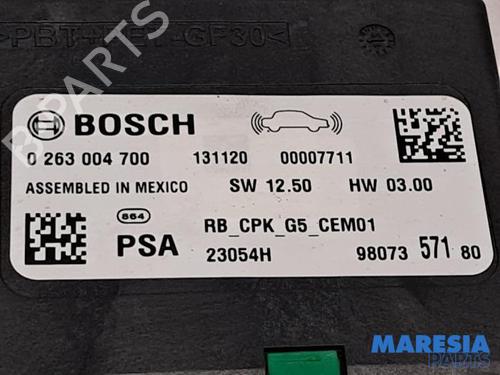 >PBT+PET-GF30<
B-PARTS
BOSCH
0 263 004 700 131120 00007711
ASSEMBLED IN MEXICO SW 12.50 HW 03.00
864 RB_CPK_G5_CEM01
PSA 23054H 98073 571 80
MARESIA
PARTS